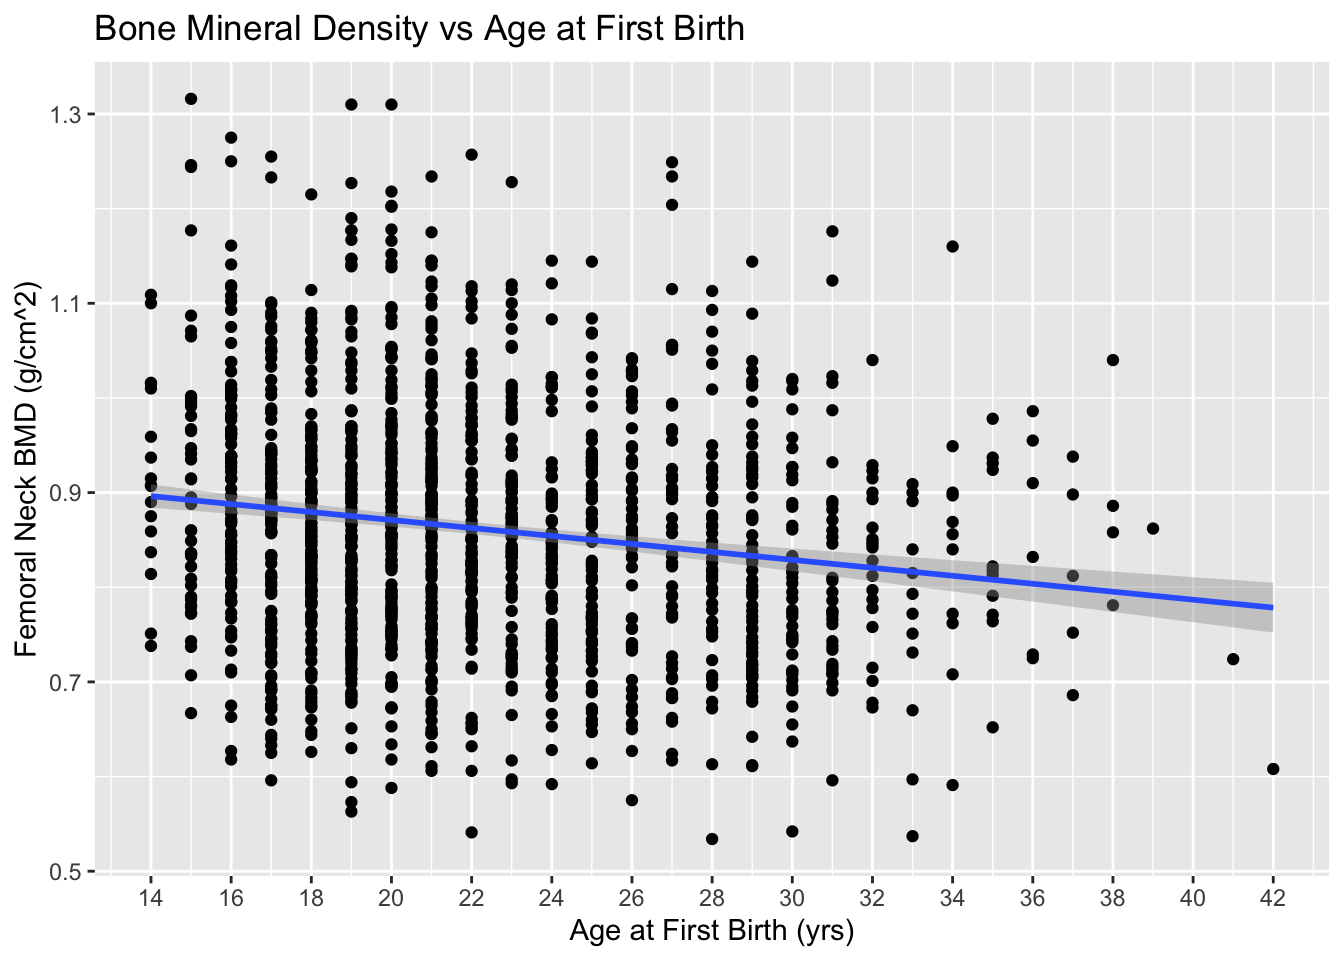 Bone Mineral Density vs Age at First Birth
Femoral Neck BMD (g/cm^2)
1.3
1.1
0.9
0.7
0.5
14 16 18 20 22 24 26 28 30 32 34 36 38 40 42
Age at First Birth (yrs)